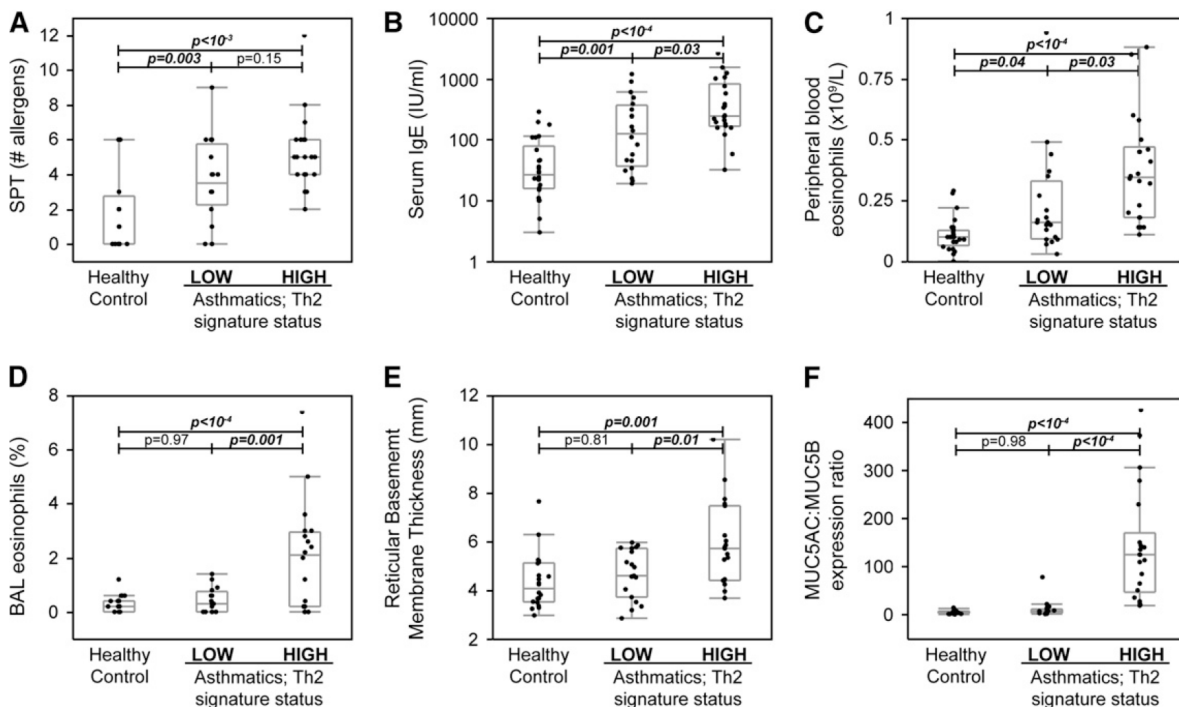 A
SPT (# allergens)
12
10
8
6
4
2
0
p<10-3
p=0.003
p=0.15
Healthy
Control
LOW
HIGH
Asthmatics; Th2
signature status
B
Serum IgE (IU/ml)
10000
1000
100
10
1
p<10-4
p=0.001
p=0.03
Healthy
Control
LOW
HIGH
Asthmatics; Th2
signature status
C
Peripheral blood
eosinophils (x10⁹/L)
1
0.75
0.5
0.25
0
p<10-4
p=0.04
p=0.03
Healthy
Control
LOW
HIGH
Asthmatics; Th2
signature status
D
BAL eosinophils (%)
8
6
4
2
0
p<10-4
p=0.97
p=0.001
Healthy
Control
LOW
HIGH
Asthmatics; Th2
signature status
E
Reticular Basememt
Membrane Thickness (mm)
12
10
8
6
4
2
p=0.001
p=0.81
p=0.01
Healthy
Control
LOW
HIGH
Asthmatics; Th2
signature status
F
MUC5AC:MUC5B
expression ratio
400
300
200
100
0
p<10-4
p=0.98
p<10-4
Healthy
Control
LOW
HIGH
Asthmatics; Th2
signature status